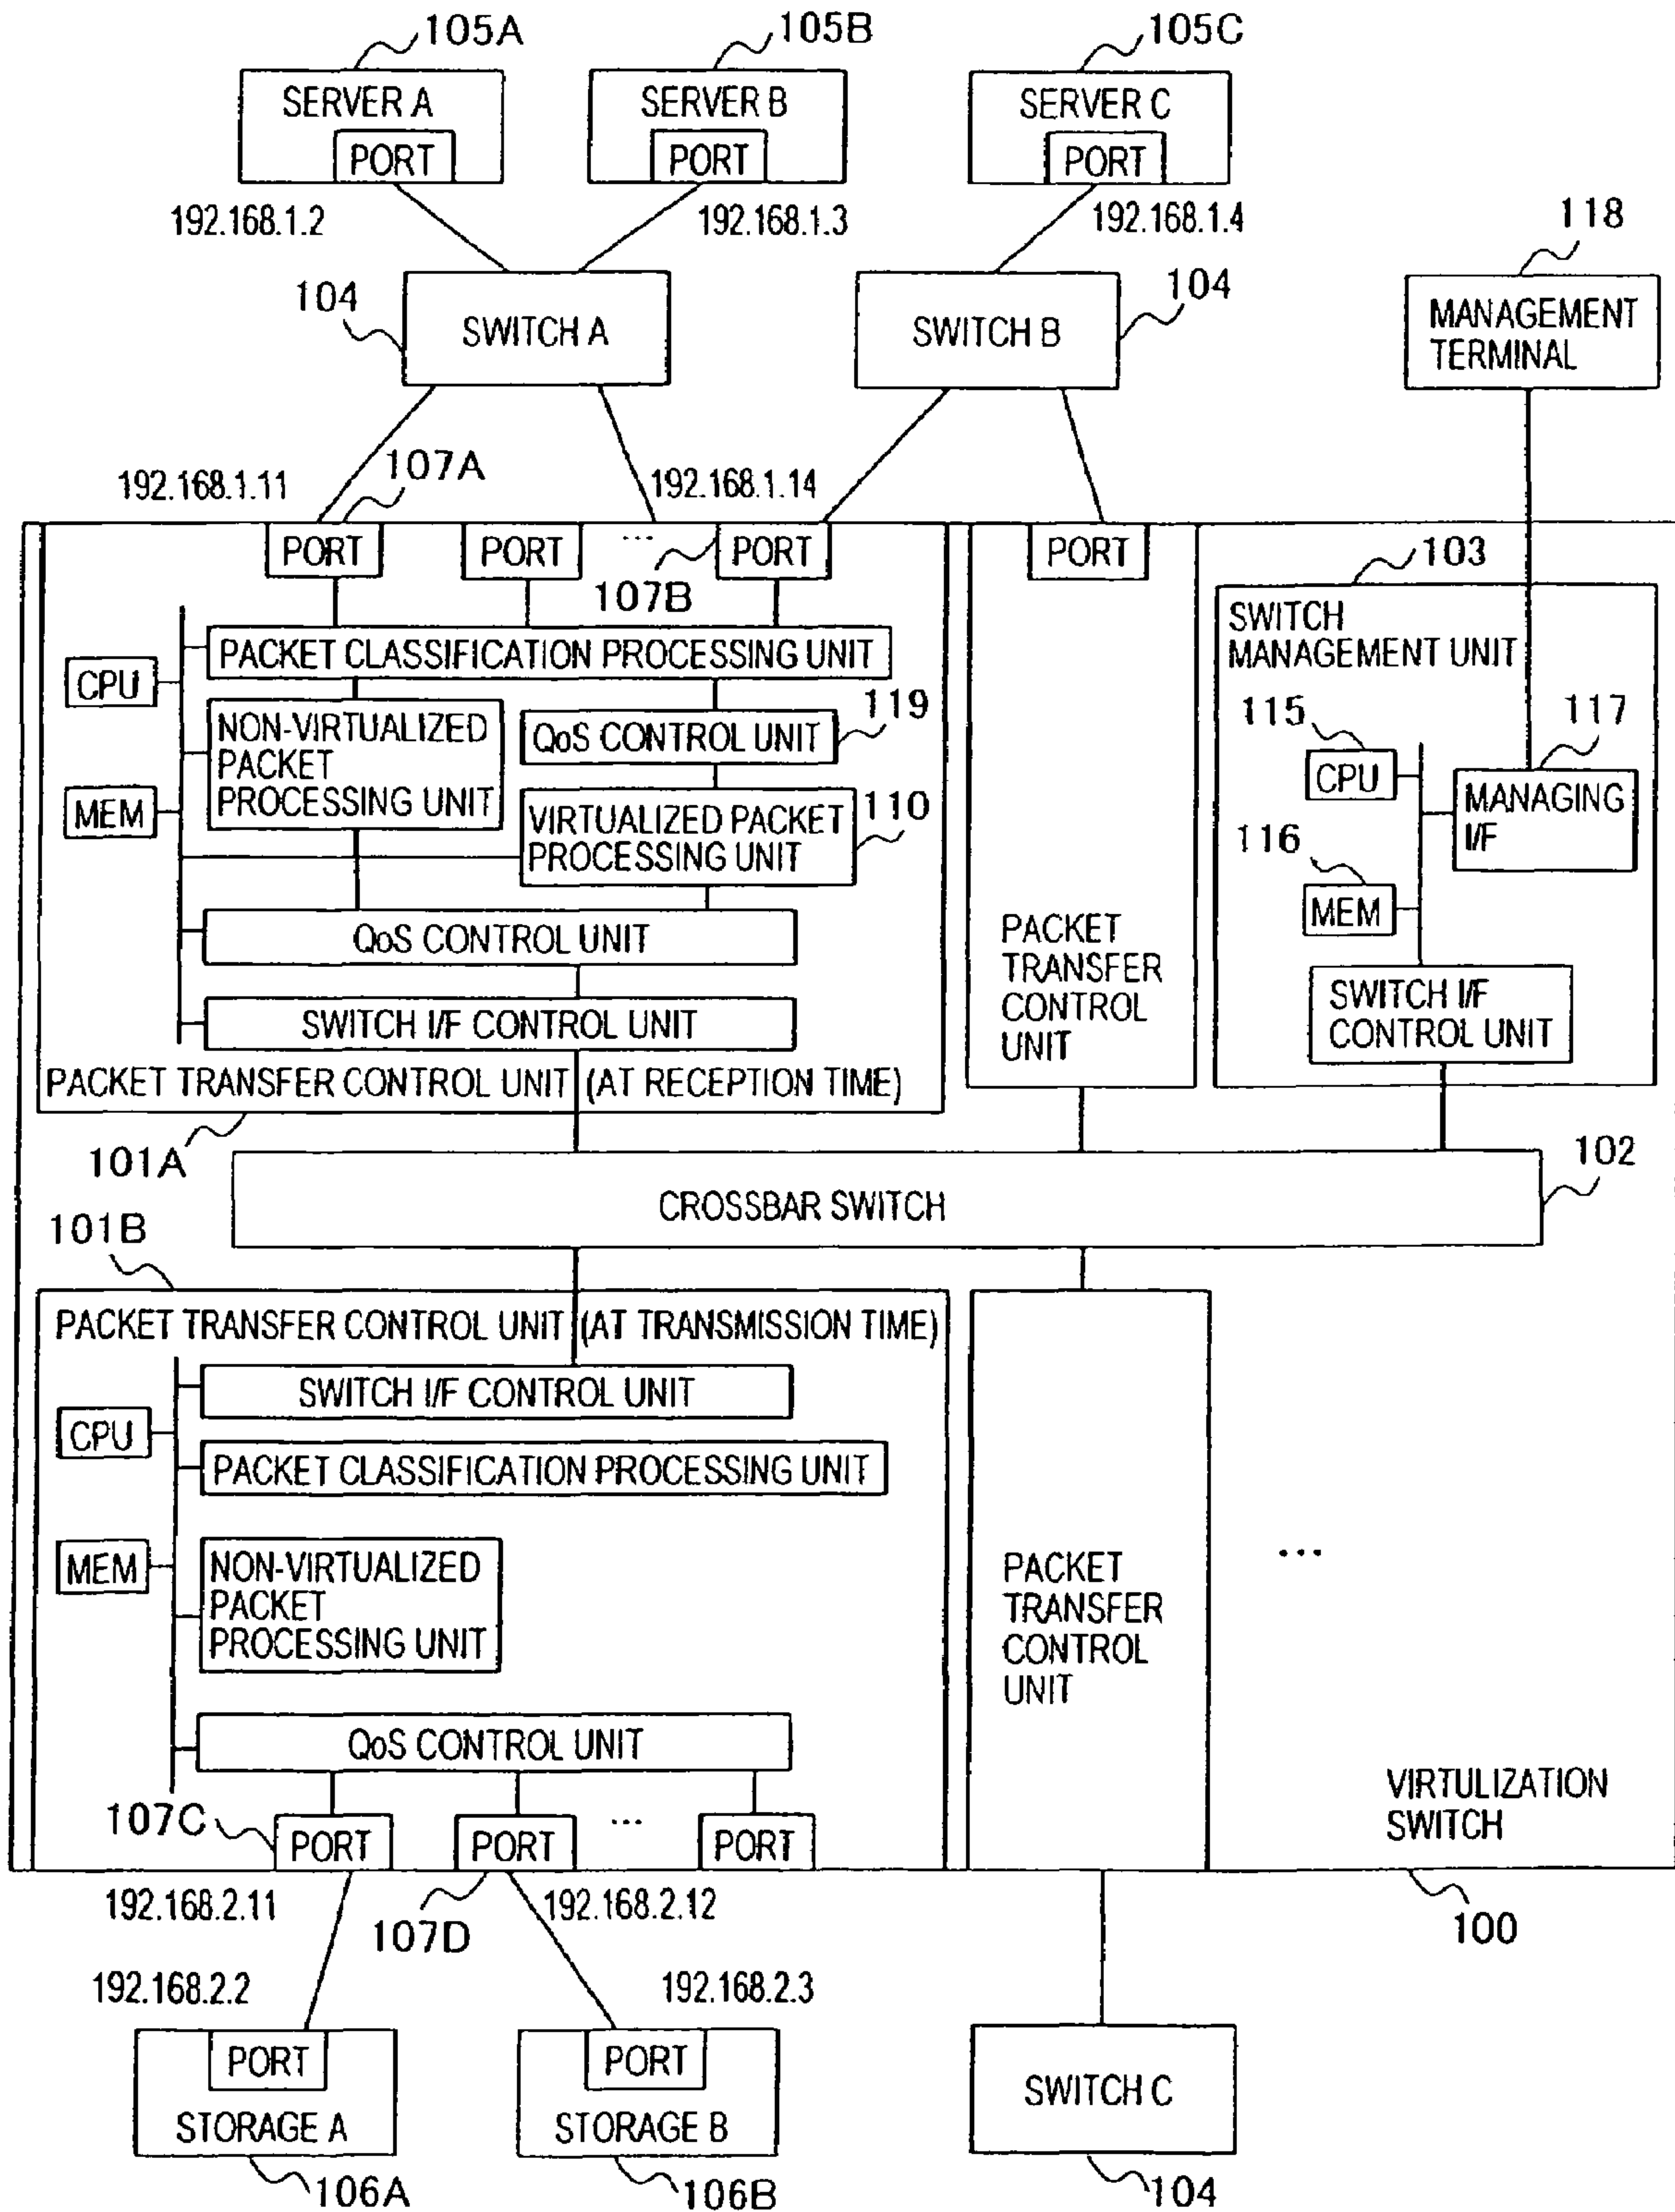 105A
105B
105C
SERVER A
SERVER B
SERVER C
PORT
PORT
PORT
192.168.1.2
192.168.1.3
192.168.1.4
118
104
SWITCH A
SWITCH B
104
MANAGEMENT
TERMINAL
192.168.1.11
107A
192.168.1.14
PORT
PORT
...
PORT
107B
PORT
103
PACKET CLASSIFICATION PROCESSING UNIT
CPU
NON-VIRTUALIZED
PACKET
PROCESSING UNIT
QoS CONTROL UNIT
119
MEM
VIRTUALIZED PACKET
PROCESSING UNIT
110
QoS CONTROL UNIT
SWITCH I/F CONTROL UNIT
PACKET TRANSFER CONTROL UNIT (AT RECEPTION TIME)
101A
PACKET
TRANSFER
CONTROL
UNIT
SWITCH
MANAGEMENT UNIT
115
117
CPU
MANAGING
I/F
116
MEM
SWITCH I/F
CONTROL UNIT
102
CROSSBAR SWITCH
101B
PACKET TRANSFER CONTROL UNIT (AT TRANSMISSION TIME)
SWITCH I/F CONTROL UNIT
CPU
PACKET CLASSIFICATION PROCESSING UNIT
MEM
NON-VIRTUALIZED
PACKET
PROCESSING UNIT
QoS CONTROL UNIT
107C
PORT
PORT
...
PORT
PACKET
TRANSFER
CONTROL
UNIT
...
VIRTULIZATION
SWITCH
100
192.168.2.11
107D
192.168.2.12
192.168.2.2
192.168.2.3
PORT
PORT
STORAGE A
STORAGE B
SWITCH C
106A
106B
104